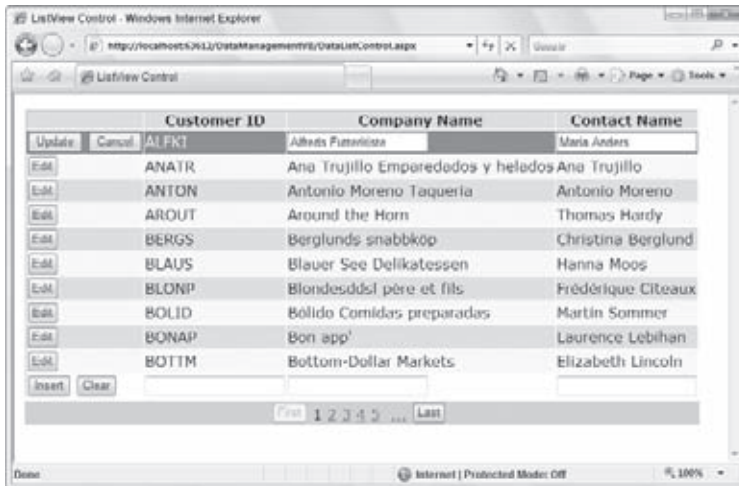 ListView Control - Windows Internet Explorer
http://localhost:63612/DataManagementVB/DataListControl.aspx
ListView Control
Page
Tools
Customer ID Company Name Contact Name
Update Cancel ALFKI Alfreds Futterkiste Maria Anders
Edit ANATR Ana Trujillo Emparedados y helados Ana Trujillo
Edit ANTON Antonio Moreno Taquería Antonio Moreno
Edit AROUT Around the Horn Thomas Hardy
Edit BERGS Berglunds snabbköp Christina Berglund
Edit BLAUS Blauer See Delikatessen Hanna Moos
Edit BLONP Blondesddsl père et fils Frédérique Citeaux
Edit BOLID Bólido Comidas preparadas Martín Sommer
Edit BONAP Bon app' Laurence Lebihan
Edit BOTTM Bottom-Dollar Markets Elizabeth Lincoln
Insert Clear
First 1 2 3 4 5 ... Last
Done
Internet | Protected Mode: Off
100%